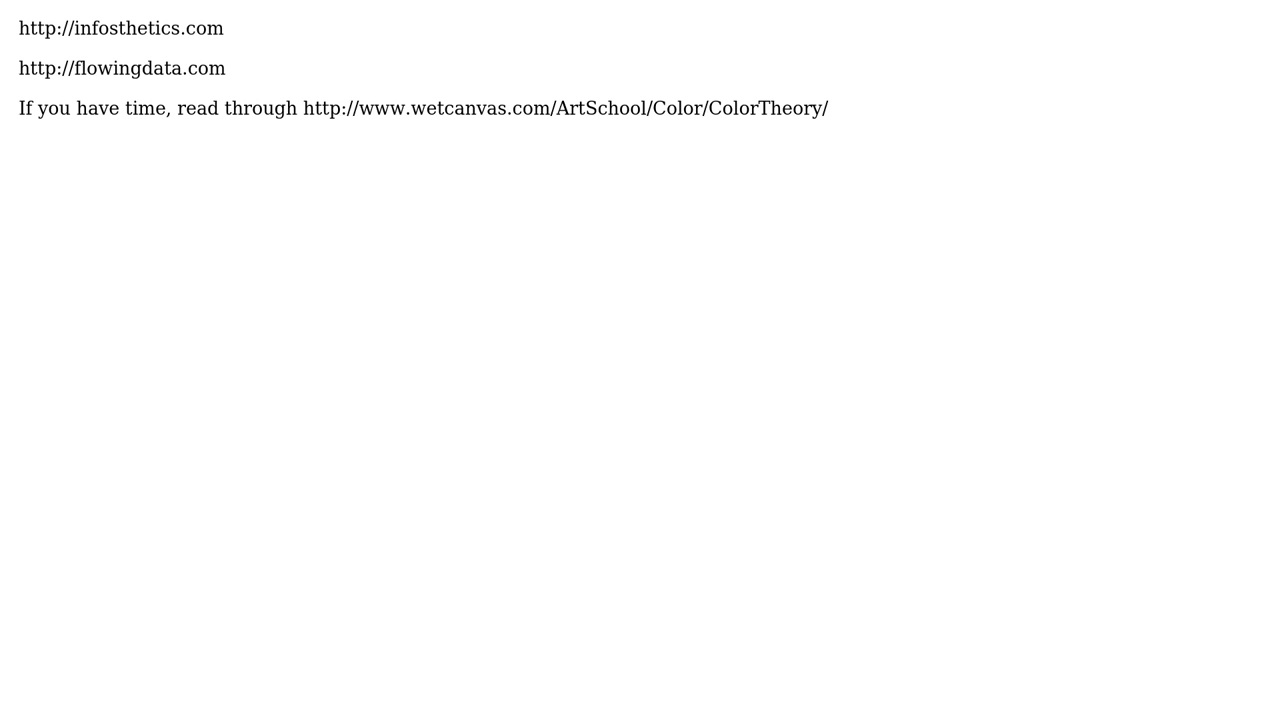 http://infosthetics.com
http://flowingdata.com
If you have time, read through http://www.wetcanvas.com/ArtSchool/Color/ColorTheory/